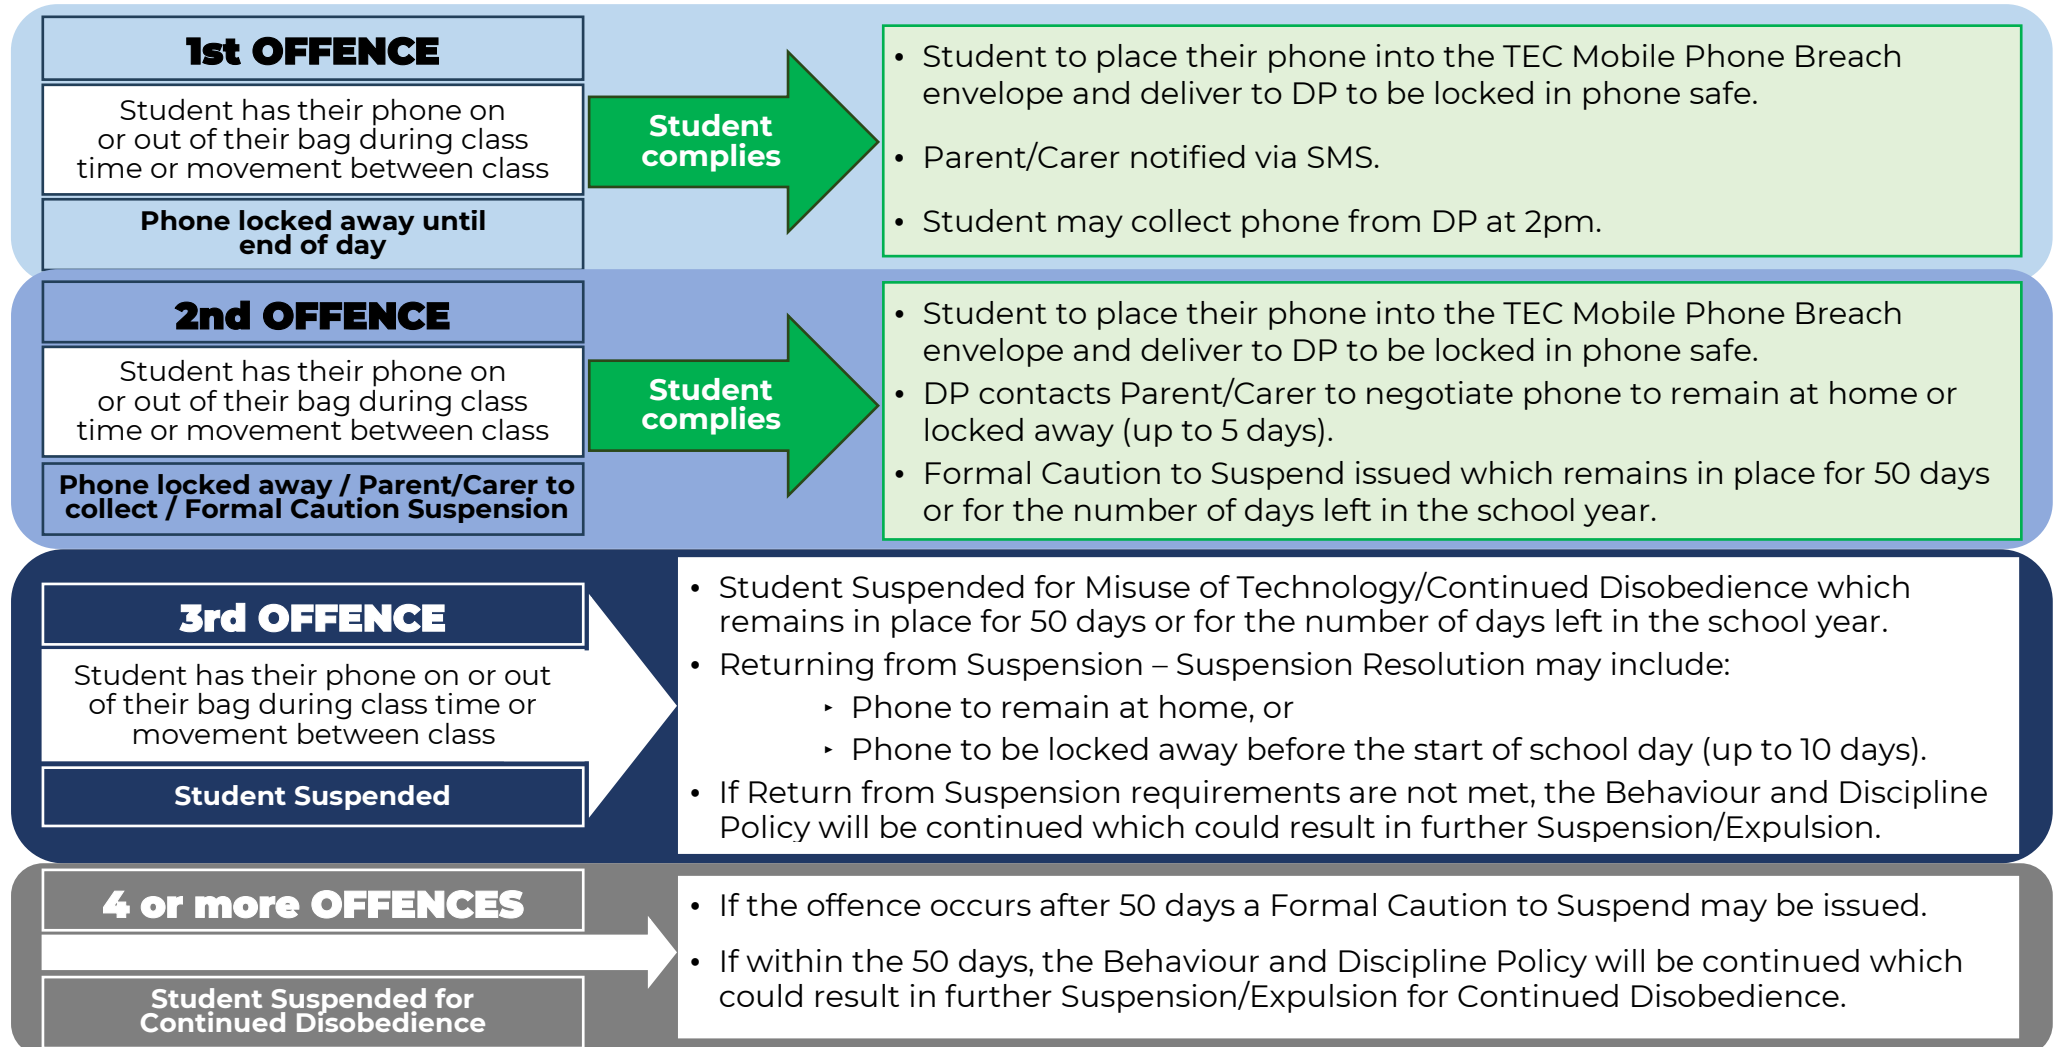 1st OFFENCE
Student has their phone on
or out of their bag during class
time or movement between class
Phone locked away until
end of day
Student
complies
• Student to place their phone into the TEC Mobile Phone Breach
envelope and deliver to DP to be locked in phone safe.
• Parent/Carer notified via SMS.
• Student may collect phone from DP at 2pm.
2nd OFFENCE
Student has their phone on
or out of their bag during class
time or movement between class
Phone locked away / Parent/Carer to
collect / Formal Caution Suspension
Student
complies
• Student to place their phone into the TEC Mobile Phone Breach
envelope and deliver to DP to be locked in phone safe.
• DP contacts Parent/Carer to negotiate phone to remain at home or
locked away (up to 5 days).
• Formal Caution to Suspend issued which remains in place for 50 days
or for the number of days left in the school year.
3rd OFFENCE
Student has their phone on or out
of their bag during class time or
movement between class
Student Suspended
• Student Suspended for Misuse of Technology/Continued Disobedience which
remains in place for 50 days or for the number of days left in the school year.
• Returning from Suspension – Suspension Resolution may include:
‣ Phone to remain at home, or
‣ Phone to be locked away before the start of school day (up to 10 days).
• If Return from Suspension requirements are not met, the Behaviour and Discipline
Policy will be continued which could result in further Suspension/Expulsion.
4 or more OFFENCES
Student Suspended for
Continued Disobedience
• If the offence occurs after 50 days a Formal Caution to Suspend may be issued.
• If within the 50 days, the Behaviour and Discipline Policy will be continued which
could result in further Suspension/Expulsion for Continued Disobedience.